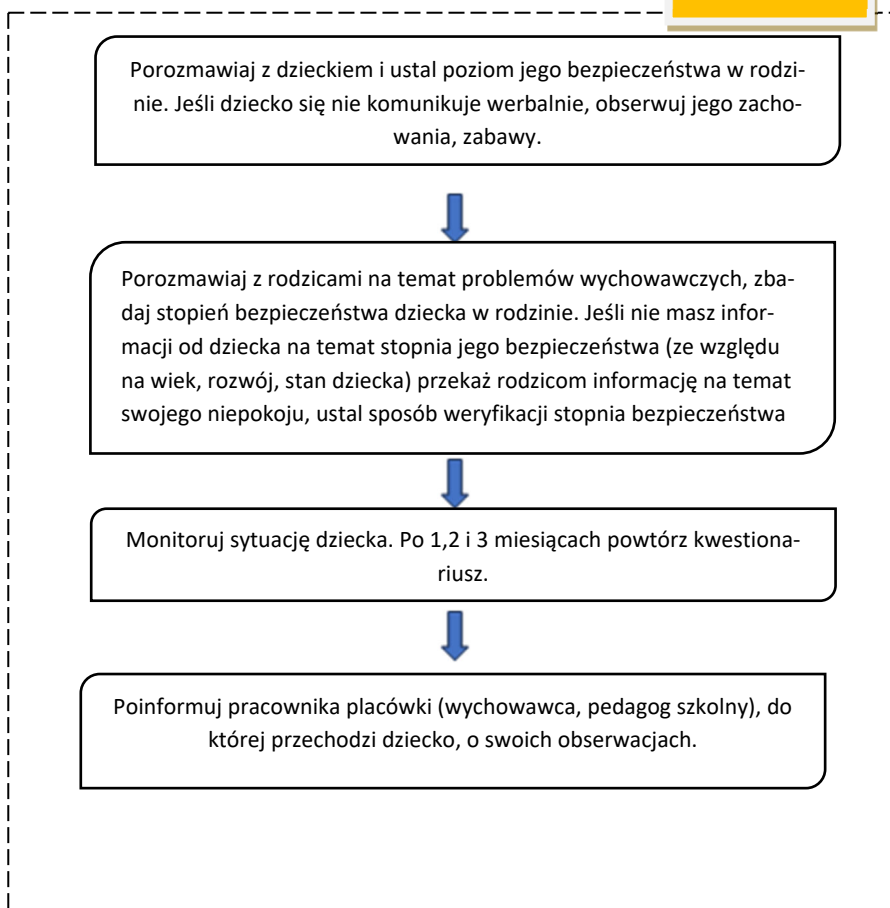 Porozmawiaj z dzieckiem i ustal poziom jego bezpieczeństwa w rodzi-
nie. Jeśli dziecko się nie komunikuje werbalnie, obserwuj jego zacho-
wania, zabawy.
Porozmawiaj z rodzicami na temat problemów wychowawczych, zba-
daj stopień bezpieczeństwa dziecka w rodzinie. Jeśli nie masz infor-
macji od dziecka na temat stopnia jego bezpieczeństwa (ze względu
na wiek, rozwój, stan dziecka) przekaż rodzicom informację na temat
swojego niepokoju, ustal sposób weryfikacji stopnia bezpieczeństwa
Monitoruj sytuację dziecka. Po 1,2 i 3 miesiącach powtórz kwestiona-
riusz.
Poinformuj pracownika placówki (wychowawca, pedagog szkolny), do
której przechodzi dziecko, o swoich obserwacjach.